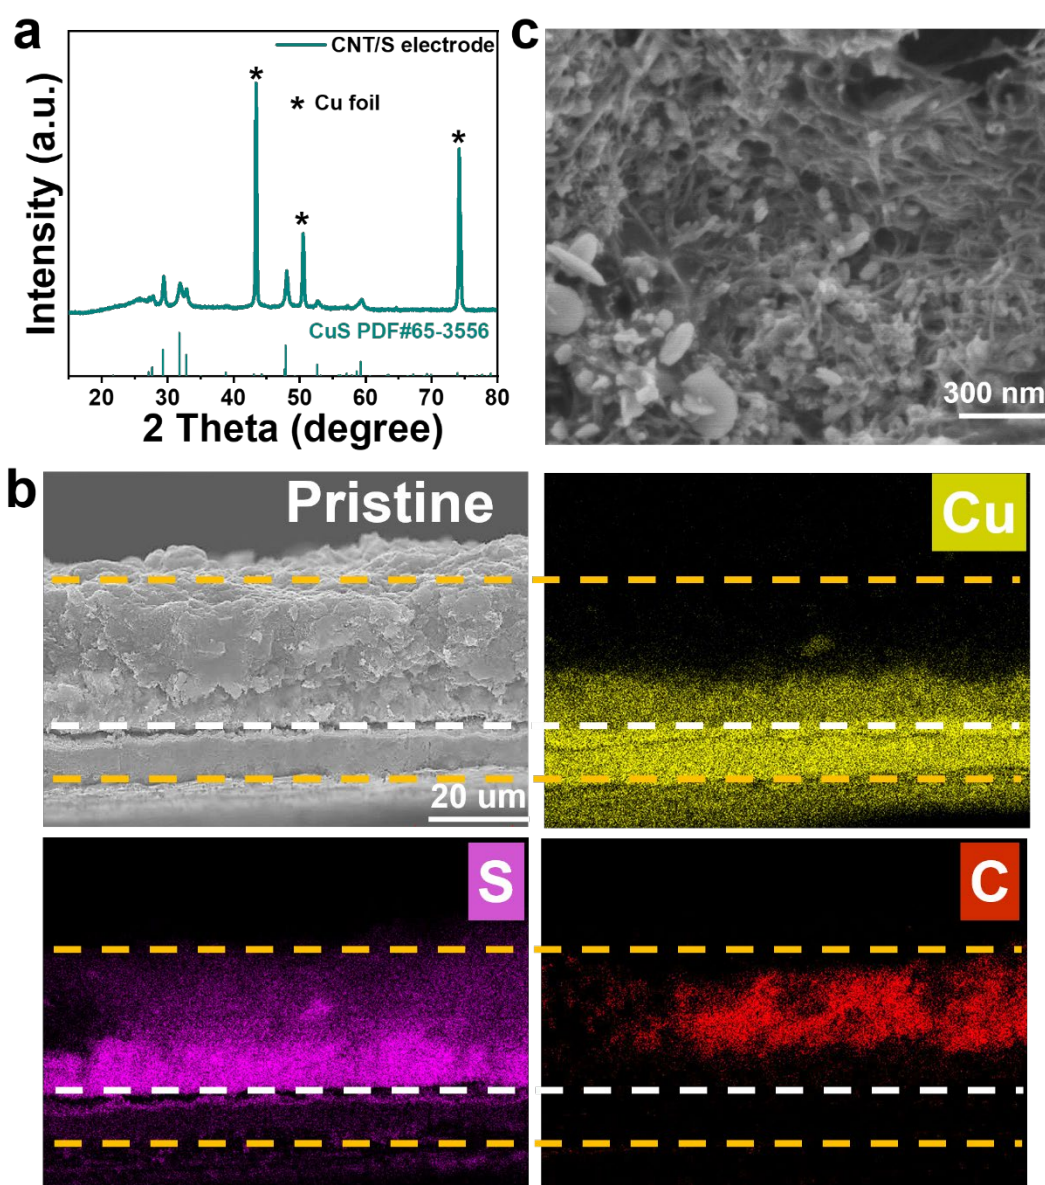 a
CNT/S electrode
* Cu foil
*
*
*
Intensity (a.u.)
CuS PDF#65-3556
20 30 40 50 60 70 80
2 Theta (degree)
c
300 nm
b
Pristine
20 um
Cu
S
C